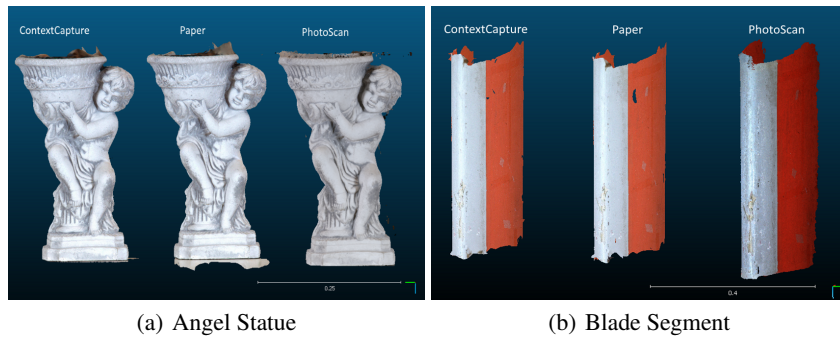 ContextCapture Paper PhotoScan
0.25
(a) Angel Statue
ContextCapture Paper PhotoScan
0.4
(b) Blade Segment